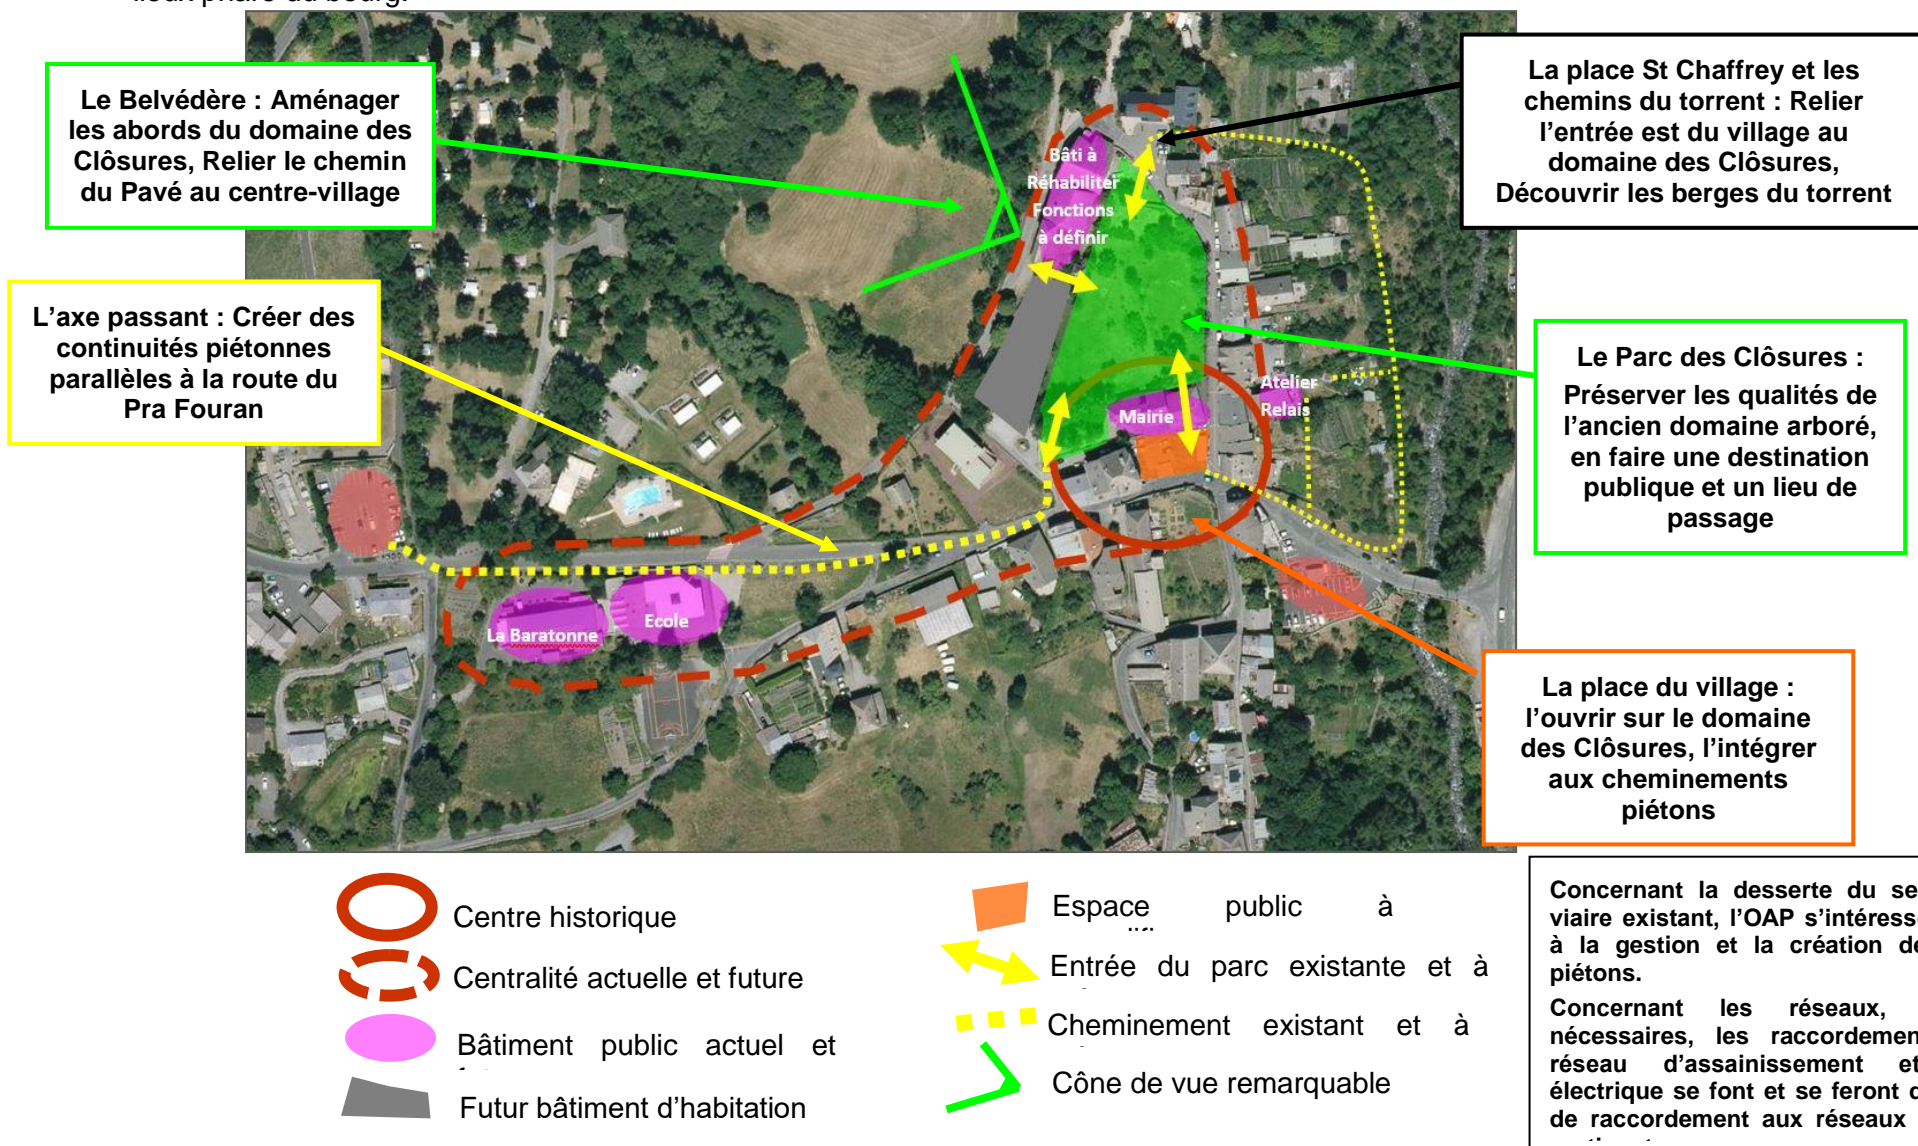 lieux phare du bourg.
Le Belvédère : Aménager
les abords du domaine des
Clôsures, Relier le chemin
du Pavé au centre-village
La place St Chaffrey et les
chemins du torrent : Relier
l’entrée est du village au
domaine des Clôsures,
Découvrir les berges du torrent
Bâti à
Réhabiliter
Fonctions
à définir
L’axe passant : Créer des
continuités piétonnes
parallèles à la route du
Pra Fouran
Le Parc des Clôsures :
Préserver les qualités de
l’ancien domaine arboré,
en faire une destination
publique et un lieu de
passage
Atelier
Relais
Mairie
La Baratonne
Ecole
La place du village :
l’ouvrir sur le domaine
des Clôsures, l’intégrer
aux cheminements
piétons
Centre historique
Centralité actuelle et future
Bâtiment public actuel et
Futur bâtiment d’habitation
Espace public à
Entrée du parc existante et à
Cheminement existant et à
Cône de vue remarquable
Concernant la desserte du se
viaire existant, l’OAP s’intéress
à la gestion et la création de
piétons.
Concernant les réseaux,
nécessaires, les raccordemen
réseau d’assainissement et
électrique se font et se feront d
de raccordement aux réseaux